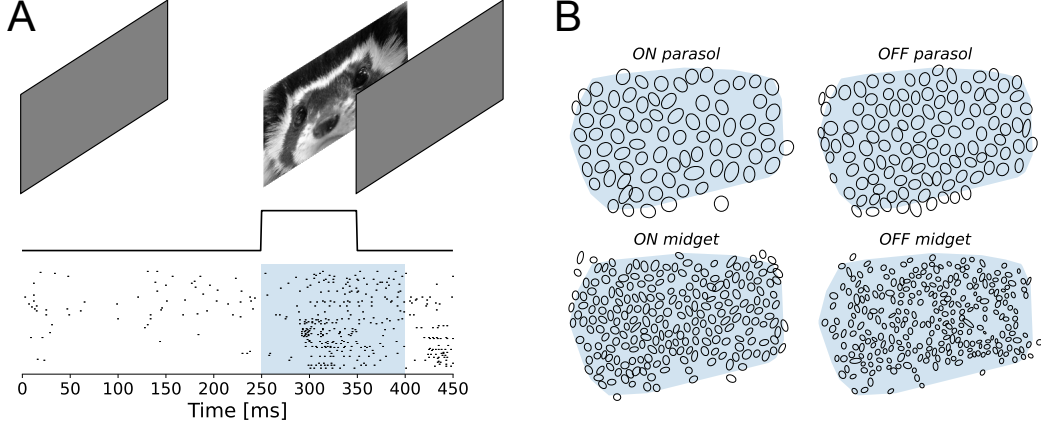 A
B
ON parasol
OFF parasol
ON midget
OFF midget
0 50 100 150 200 250 300 350 400 450
Time [ms]